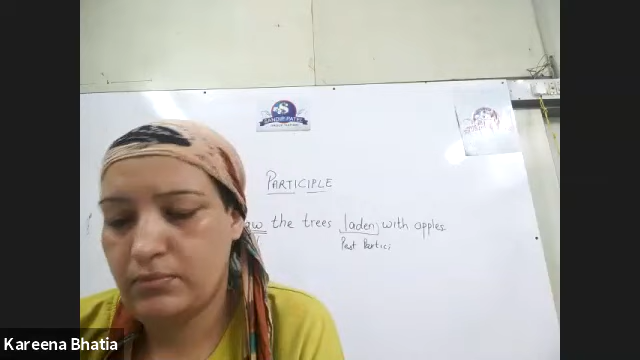 PARTICIPLE
the trees laden with apples.
Past Partici
Kareena Bhatia